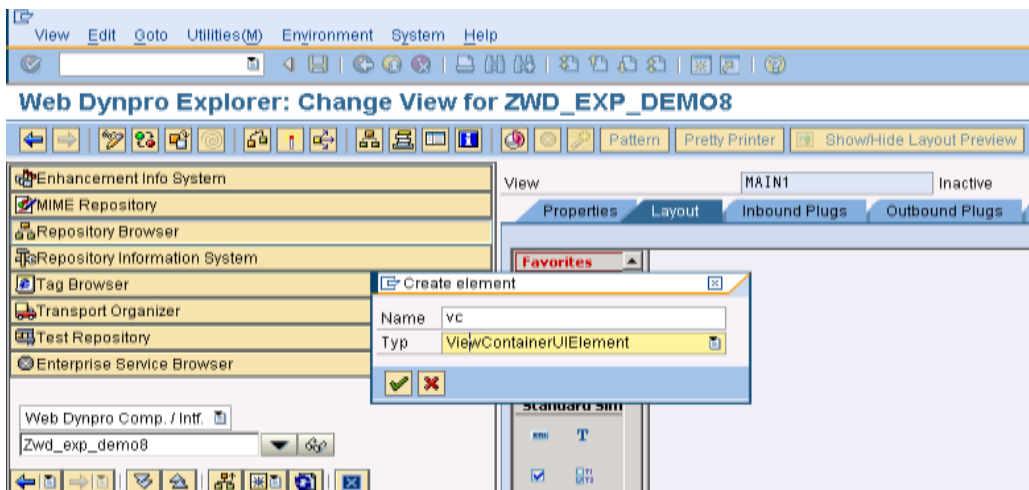 View Edit Goto Utilities(M) Environment System Help
Web Dynpro Explorer: Change View for ZWD_EXP_DEMO8
Pattern Pretty Printer Show/Hide Layout Preview
Enhancement Info System
MIME Repository
Repository Browser
Repository Information System
Tag Browser
Transport Organizer
Test Repository
Enterprise Service Browser
Web Dynpro Comp. / Intf.
Zwd_exp_demo8
View MAIN1 Inactive
Properties Layout Inbound Plugs Outbound Plugs
Favorites
Create element
Name vc
Typ ViewContainerUIElement
Standard Sim
T